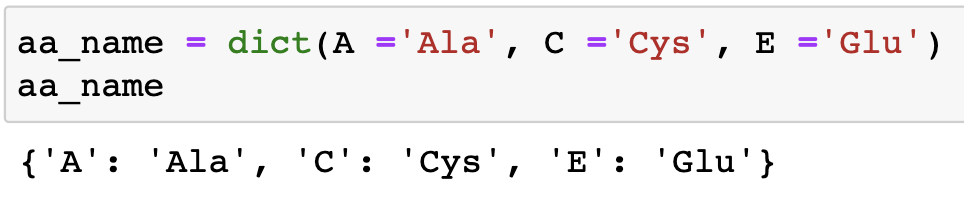 aa_name = dict(A ='Ala', C ='Cys', E ='Glu')
aa_name
{'A': 'Ala', 'C': 'Cys', 'E': 'Glu'}